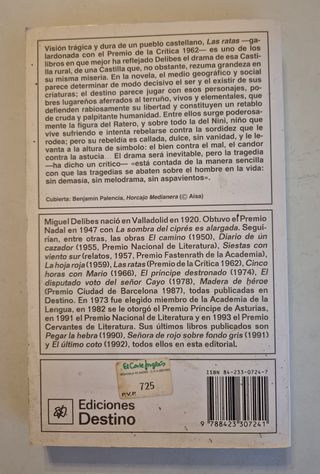 Visión trágica y dura de un pueblo castellano, Las ratas —ga-
lardonada con el Premio de la Crítica 1962— es uno de los
libros en que mejor ha reflejado Delibes el drama de esa Casti-
lla rural, de una Castilla que, no obstante, rezuma grandeza en
su misma miseria. En la novela, el medio geográfico y social
parece determinar de modo decisivo el ser y el existir de sus
criaturas; el destino parece jugar con esos personajes, po-
bres lugareños aferrados al terruño, vivos y elementales, que
defienden rabiosamente su libertad y constituyen un retablo
de cruda y palpitante humanidad. Entre ellos surge poderosa-
mente la figura del Ratero, y sobre todo la del Nini, niño que
vive sufriendo e intenta rebelarse contra la sordidez que le
rodea; pero su rebeldía es callada, dulce, sin vanidad, y le le-
vanta a la altura de símbolo: el bien contra el mal, el candor
contra la astucia... El drama será inevitable, pero la tragedia
—ha dicho un crítico— «está contada de la manera sencilla
con que las tragedias se abaten sobre el hombre en la vida:
sin demasía, sin melodrama, sin aspavientos».
Cubierta: Benjamín Palencia, Horcajo Medianera (© Aisa)
Miguel Delibes nació en Valladolid en 1920. Obtuvo el Premio
Nadal en 1947 con La sombra del ciprés es alargada. Segui-
rían, entre otras, las obras El camino (1950), Diario de un
cazador (1955, Premio Nacional de Literatura), Siestas con
viento sur (relatos, 1957, Premio Fastenrath de la Academia),
La hoja roja (1959), Las ratas (Premio de la Crítica 1962), Cinco
horas con Mario (1966), El príncipe destronado (1974), El
disputado voto del señor Cayo (1978), Madera de héroe
(Premio Ciudad de Barcelona 1987), todas publicadas en
Destino. En 1973 fue elegido miembro de la Academia de la
Lengua, en 1982 se le otorgó el Premio Príncipe de Asturias,
en 1991 el Premio Nacional de Literatura y en 1993 el Premio
Cervantes de Literatura. Sus últimos libros publicados son
Pegar la hebra (1990), Señora de rojo sobre fondo gris (1991)
y El último coto (1992), todos ellos en esta editorial.
El Corte Inglés
725
P.V.P.
Ediciones
Destino
ISBN 84-233-0724-7
9 788423 307241